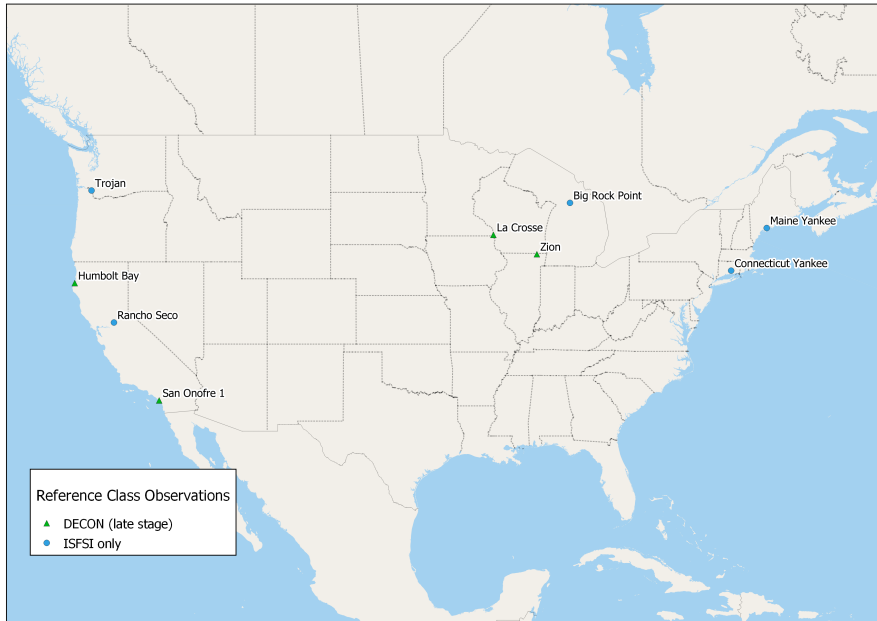 Trojan
Big Rock Point
La Crosse
Maine Yankee
Zion
Connecticut Yankee
Humbolt Bay
Rancho Seco
San Onofre 1
Reference Class Observations
DECON (late stage)
ISFSI only